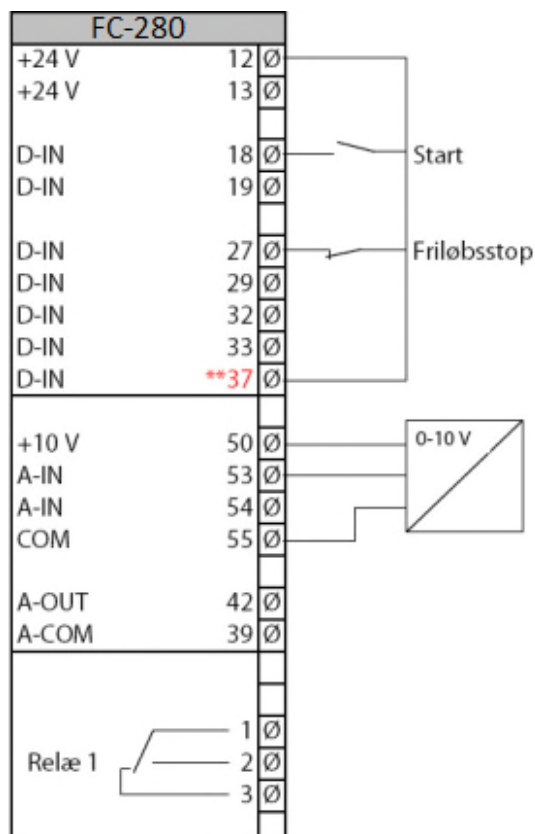 FC-280
+24 V 12 Ø
+24 V 13 Ø
D-IN 18 Ø Start
D-IN 19 Ø
D-IN 27 Ø Friløbsstop
D-IN 29 Ø
D-IN 32 Ø
D-IN 33 Ø
D-IN **37 Ø
+10 V 50 Ø 0-10 V
A-IN 53 Ø
A-IN 54 Ø
COM 55 Ø
A-OUT 42 Ø
A-COM 39 Ø
1 Ø
Relæ 1 2 Ø
3 Ø